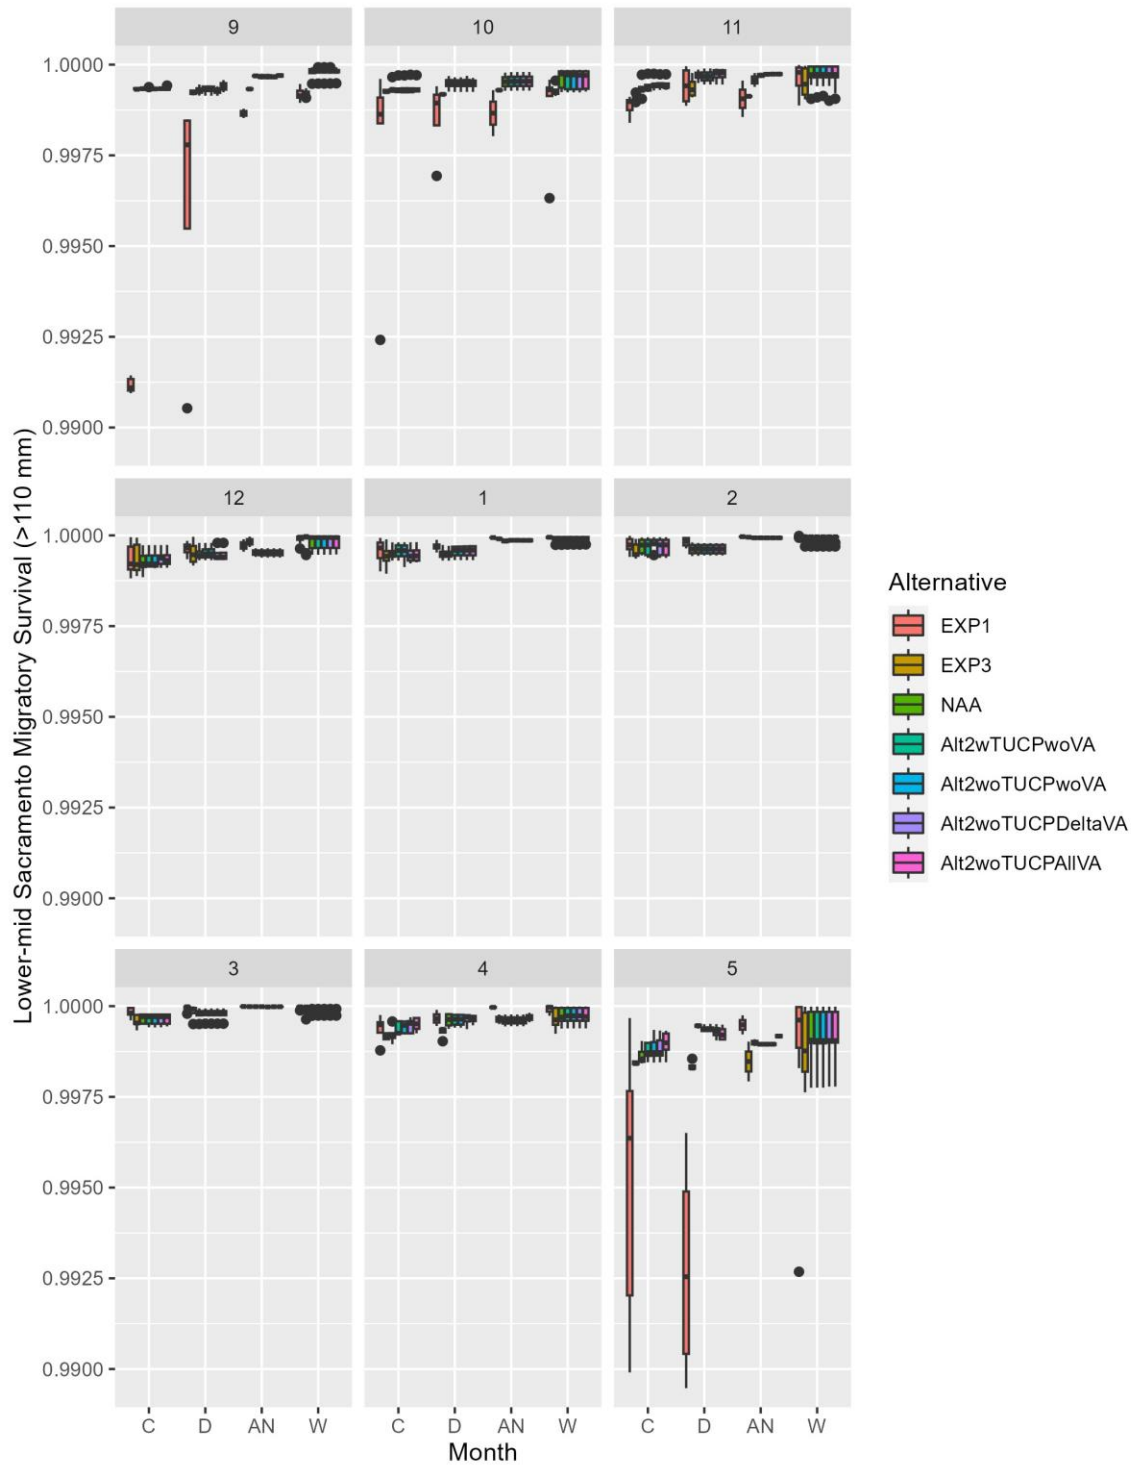 9
10
11
1.0000
0.9975
0.9950
0.9925
0.9900
12
1
2
1.0000
0.9975
0.9950
0.9925
0.9900
3
4
5
1.0000
0.9975
0.9950
0.9925
0.9900
C D AN W
C D AN W
C D AN W
Month
Lower-mid Sacramento Migratory Survival (>110 mm)
Alternative
EXP1
EXP3
NAA
Alt2wTUCPwoVA
Alt2woTUCPwoVA
Alt2woTUCPDeltaVA
Alt2woTUCPAllVA